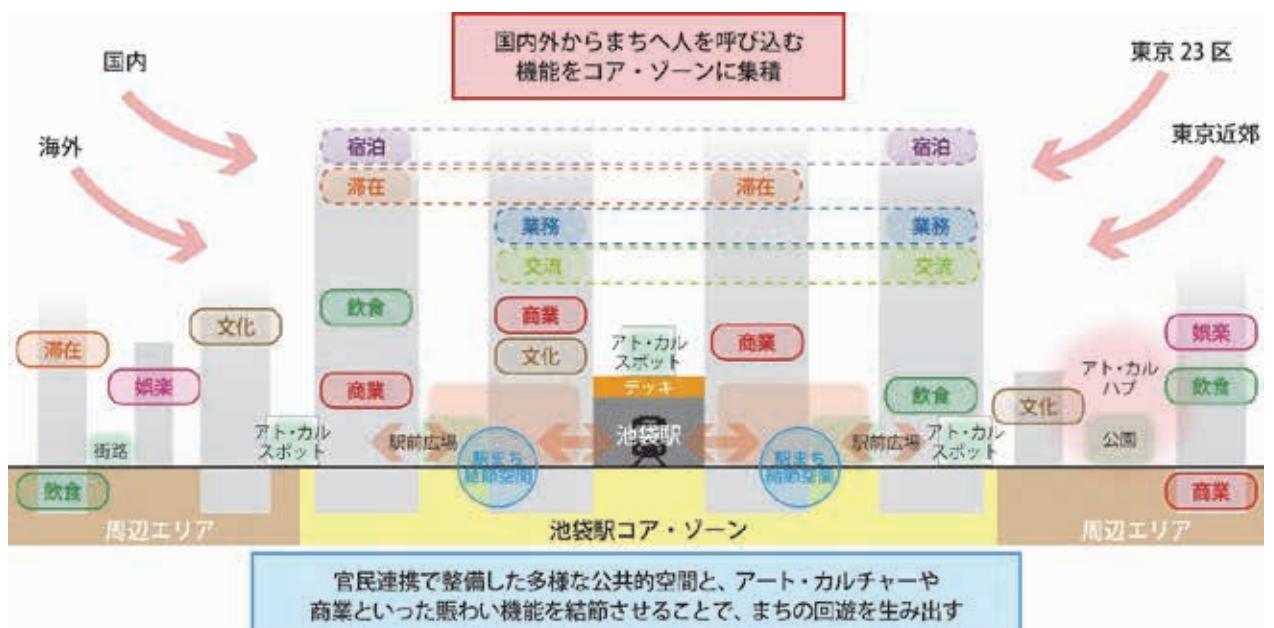 国内外からまちへ人を呼び込む
機能をコア・ゾーンに集積
国内
海外
東京23区
東京近郊
宿泊
宿泊
滞在
滞在
業務
業務
交流
交流
飲食
商業
文化
商業
商業
アト・カル
スポット
デッキ
池袋駅
滞在
娯楽
文化
街路
飲食
アト・カル
スポット
駅前広場
駅まち
結節空間
駅まち
結節空間
駅前広場
飲食
アト・カル
スポット
文化
アト・カル
ハブ
公園
娯楽
飲食
商業
周辺エリア
池袋駅コア・ゾーン
周辺エリア
官民連携で整備した多様な公共的空間と、アート・カルチャーや
商業といった賑わい機能を結節させることで、まちの回遊を生み出す